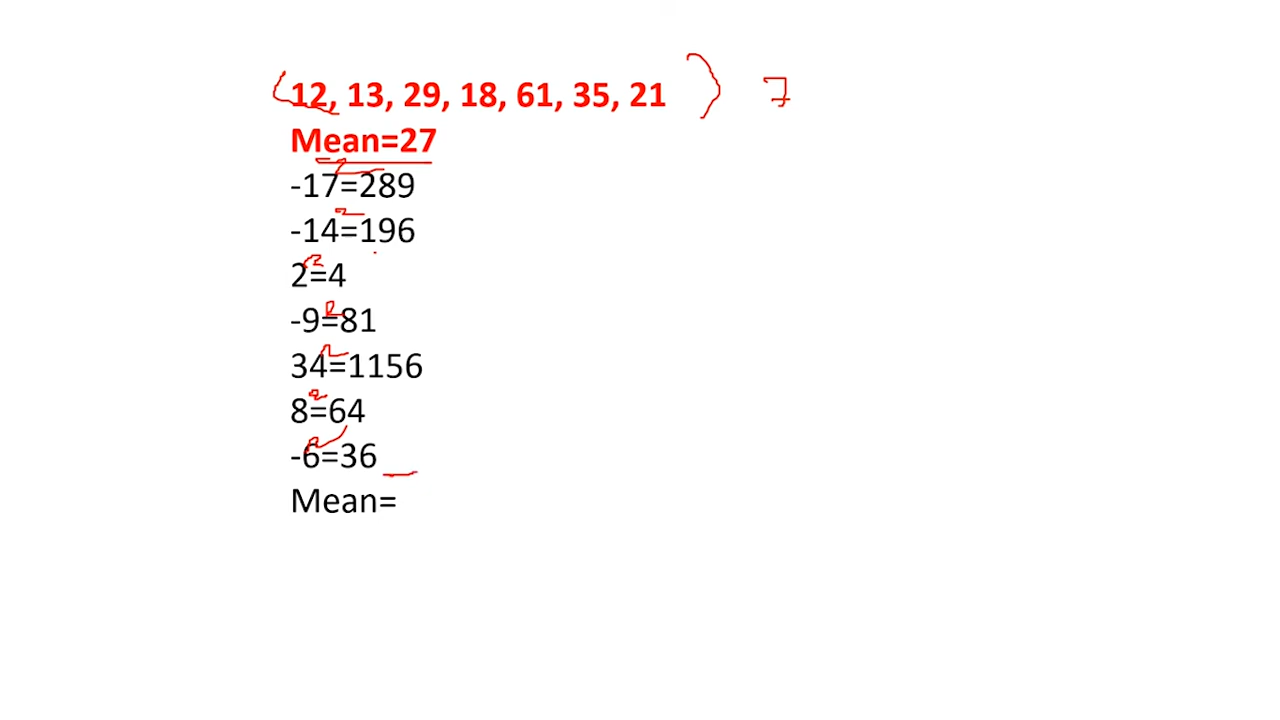 12, 13, 29, 18, 61, 35, 21 7
Mean=27
-17=289
-14=196
2=4
-9=81
34=1156
8=64
-6=36
Mean=